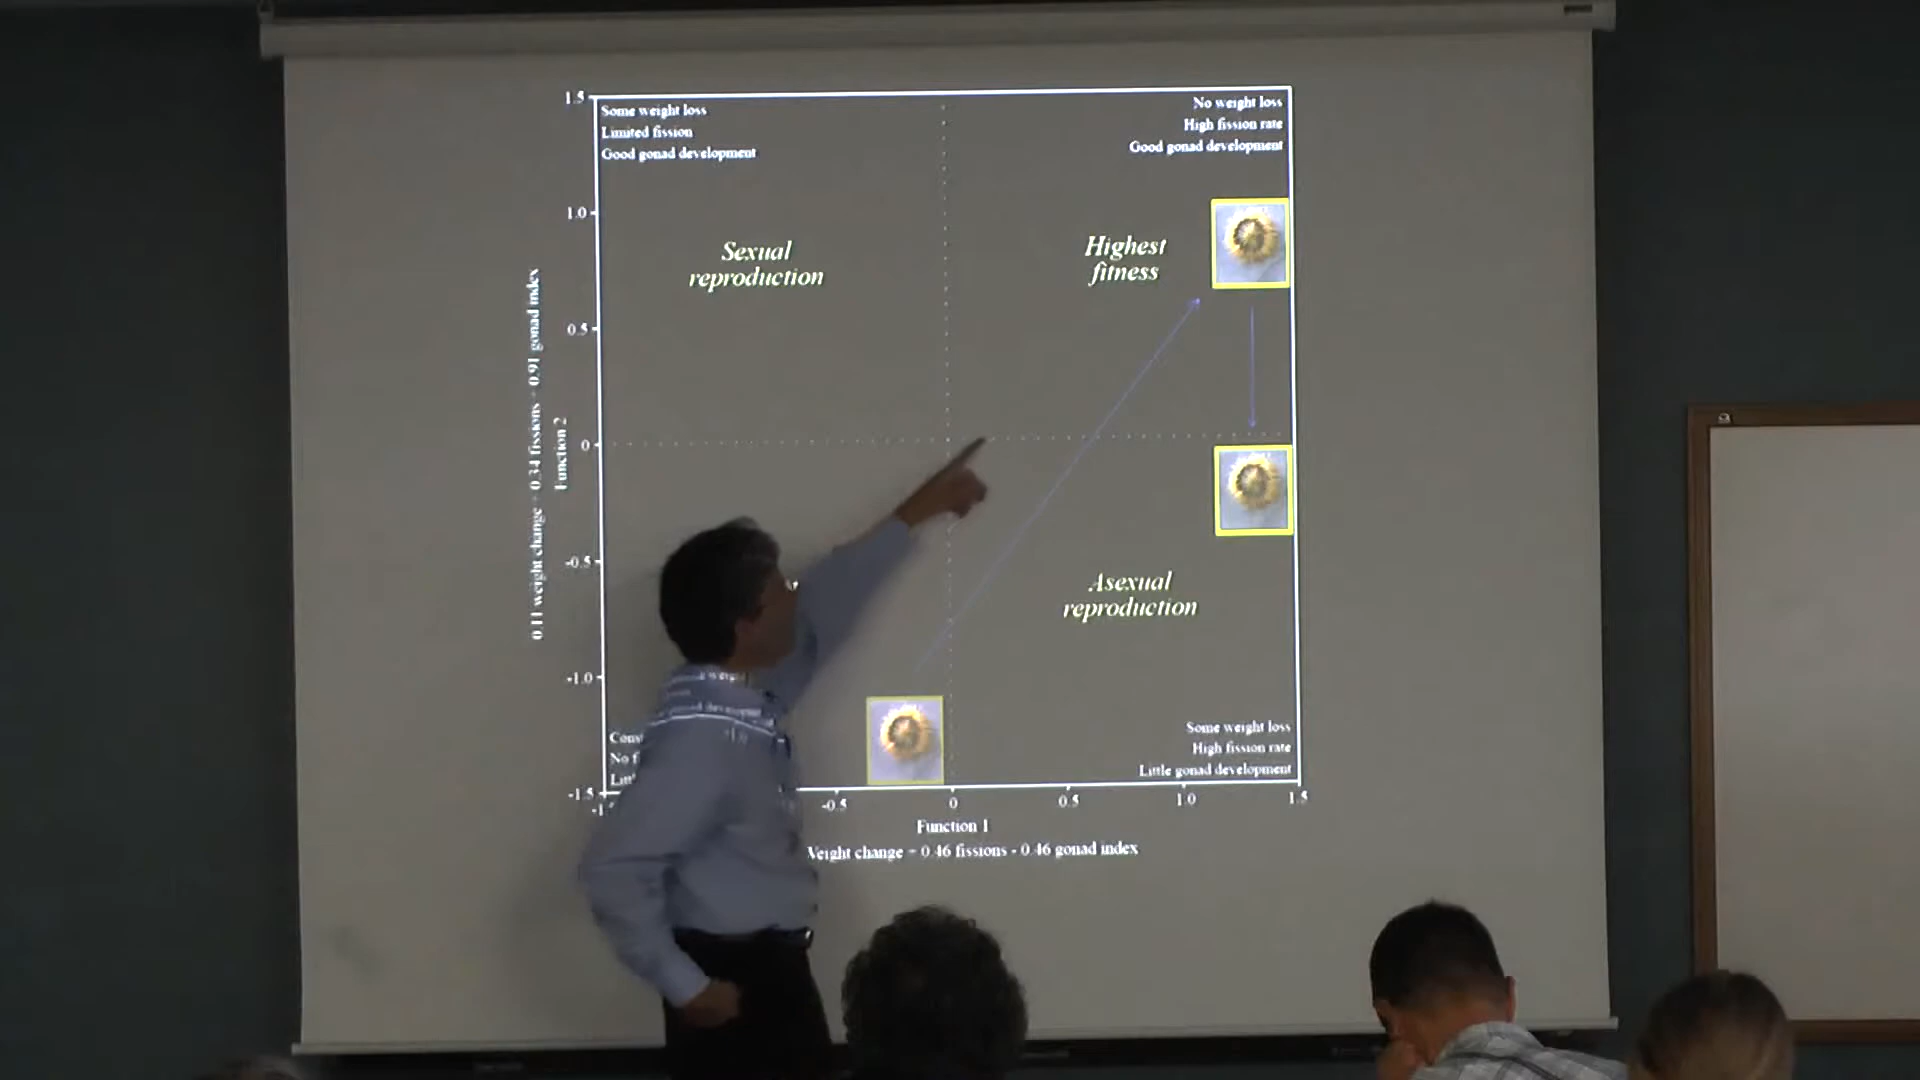 1.5
Some weight loss
Limited fission
Good gonad development
No weight loss
High fission rate
Good gonad development
1.0
Sexual
reproduction
Highest
fitness
0.5
0.11 weight change + 0.34 fissions + 0.91 gonad index
Function 2
0
-0.5
Asexual
reproduction
-1.0
Some weight loss
High fission rate
Little gonad development
No
-1.5
-0.5
0
0.5
1.0
1.5
Function 1
change - 0.46 fissions - 0.46 gonad index